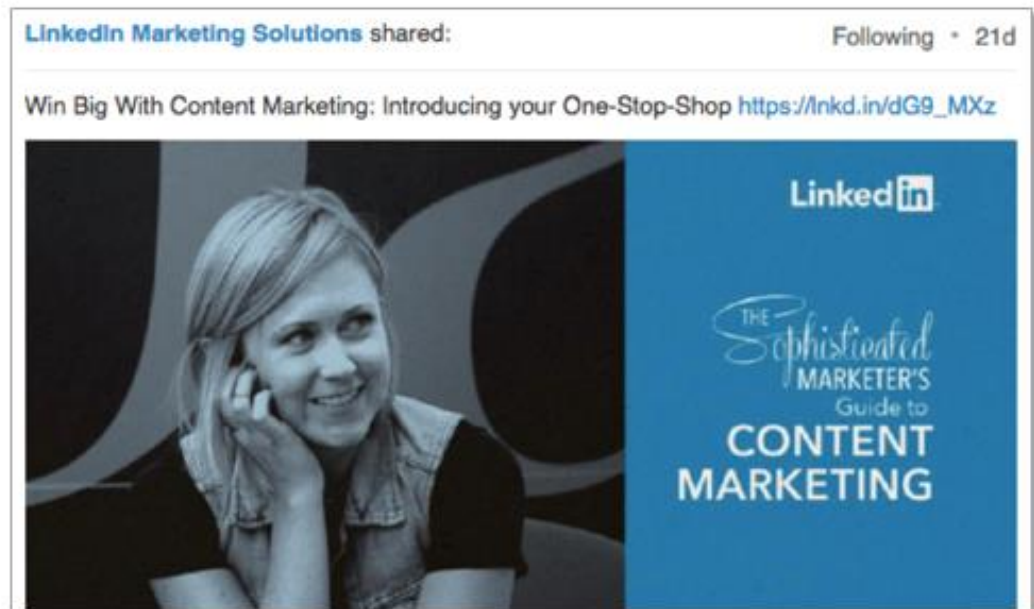 LinkedIn Marketing Solutions shared: Following • 21d
Win Big With Content Marketing: Introducing your One-Stop-Shop https://lnkd.in/dG9_MXz
Linked in
THE
Sophisticated
MARKETER'S
Guide to
CONTENT
MARKETING